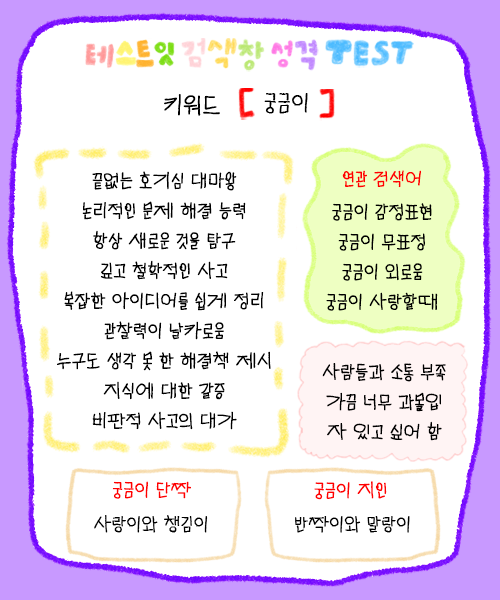 테스트잇 검색창 성격 TEST
키워드 [ 궁금이 ]
끝없는 호기심 대마왕
논리적인 문제 해결 능력
항상 새로운 것을 탐구
깊고 철학적인 사고
복잡한 아이디어를 쉽게 정리
관찰력이 날카로움
누구도 생각 못 한 해결책 제시
지식에 대한 갈증
비판적 사고의 대가
연관 검색어
궁금이 감정표현
궁금이 무표정
궁금이 외로움
궁금이 사랑할때
사람들과 소통 부족
가끔 너무 과몰입
자 있고 싶어 함
궁금이 단짝
사랑이와 챙김이
궁금이 지인
반짝이와 말랑이